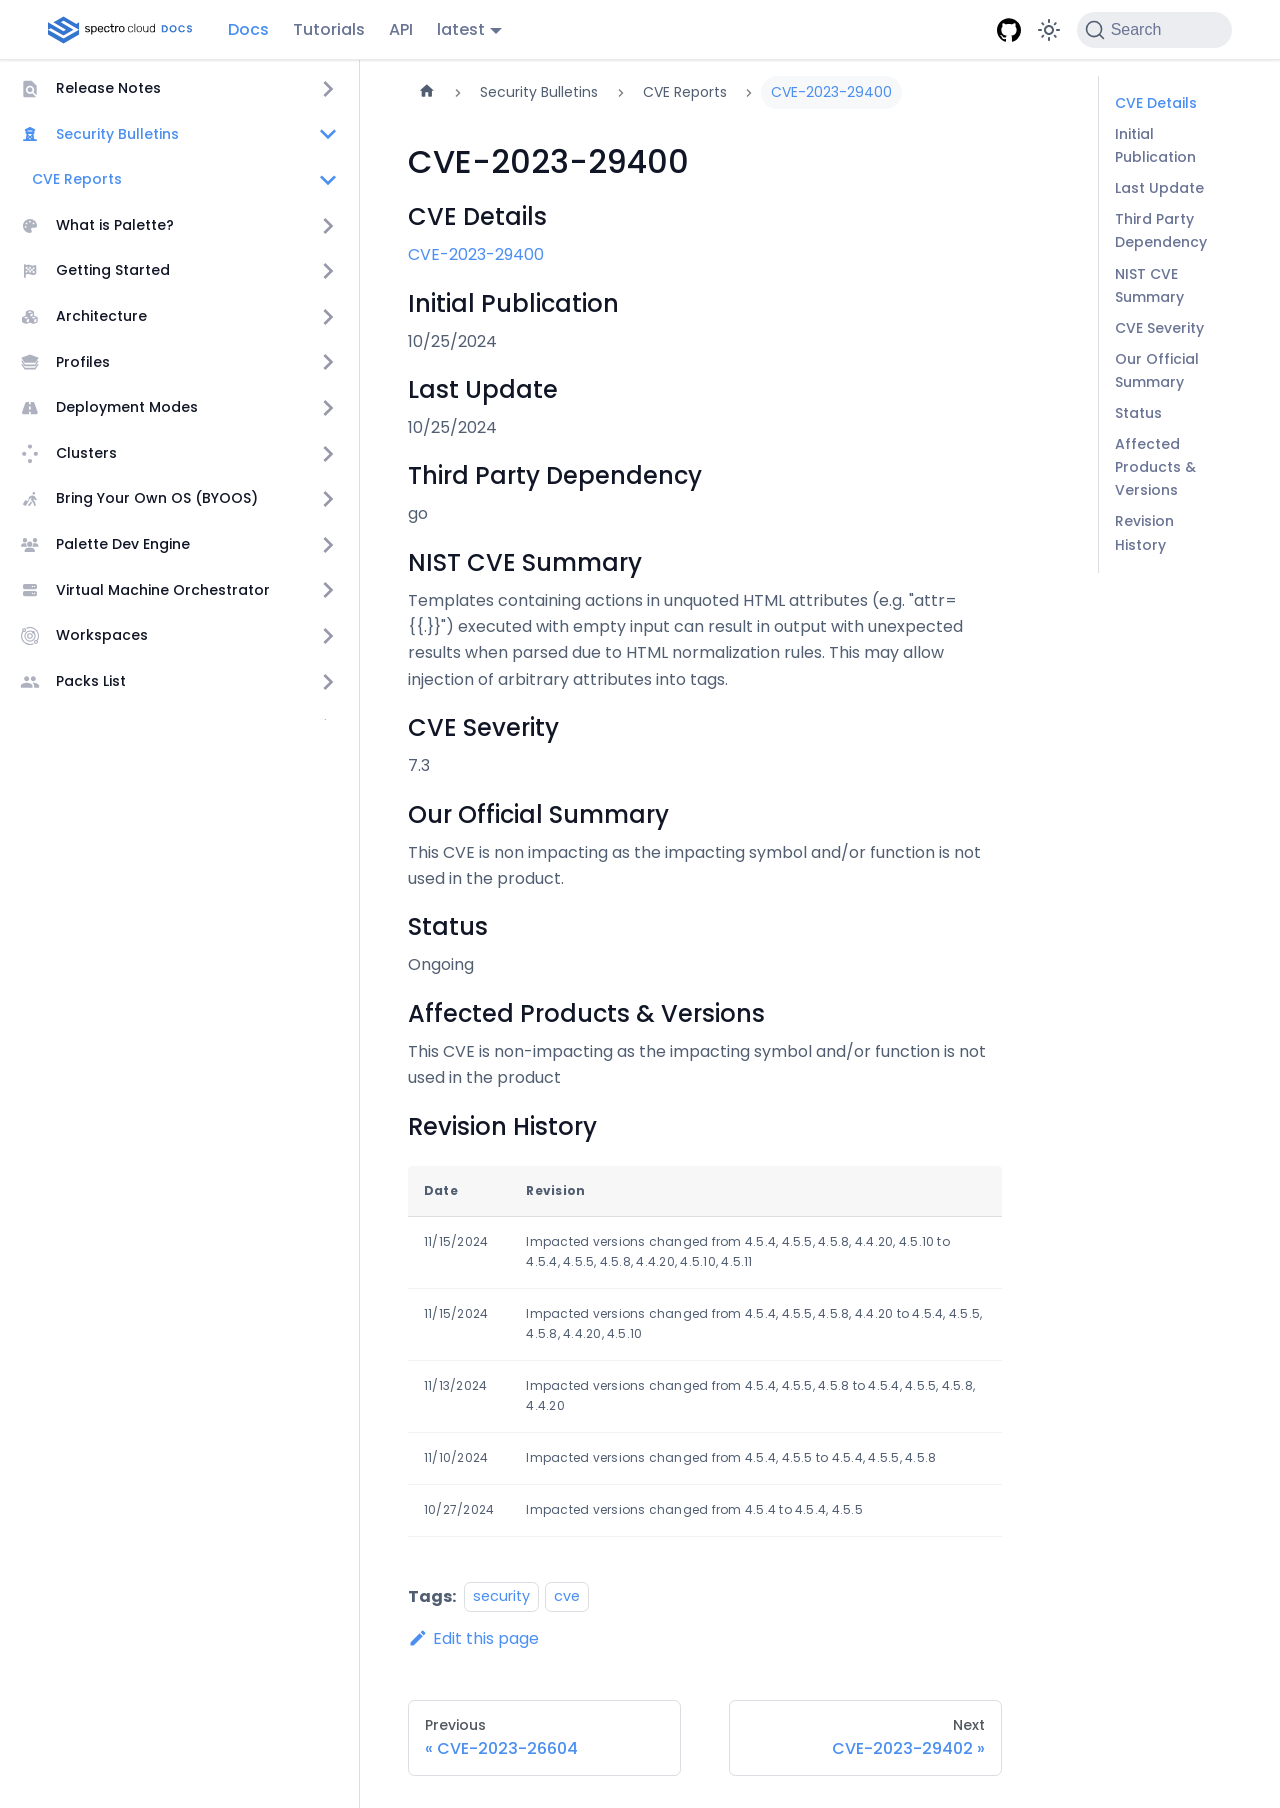 spectro cloud DOCS
Docs
Tutorials
API
latest
Search
Release Notes
Security Bulletins
CVE Reports
What is Palette?
Getting Started
Architecture
Profiles
Deployment Modes
Clusters
Bring Your Own OS (BYOOS)
Palette Dev Engine
Virtual Machine Orchestrator
Workspaces
Packs List
Security Bulletins
CVE Reports
CVE-2023-29400
CVE-2023-29400
CVE Details
CVE-2023-29400
Initial Publication
10/25/2024
Last Update
10/25/2024
Third Party Dependency
go
NIST CVE Summary
Templates containing actions in unquoted HTML attributes (e.g. "attr=
{{.}}") executed with empty input can result in output with unexpected
results when parsed due to HTML normalization rules. This may allow
injection of arbitrary attributes into tags.
CVE Severity
7.3
Our Official Summary
This CVE is non impacting as the impacting symbol and/or function is not
used in the product.
Status
Ongoing
Affected Products & Versions
This CVE is non-impacting as the impacting symbol and/or function is not
used in the product
Revision History
Date Revision
11/15/2024 Impacted versions changed from 4.5.4, 4.5.5, 4.5.8, 4.4.20, 4.5.10 to
4.5.4, 4.5.5, 4.5.8, 4.4.20, 4.5.10, 4.5.11
11/15/2024 Impacted versions changed from 4.5.4, 4.5.5, 4.5.8, 4.4.20 to 4.5.4, 4.5.5,
4.5.8, 4.4.20, 4.5.10
11/13/2024 Impacted versions changed from 4.5.4, 4.5.5, 4.5.8 to 4.5.4, 4.5.5, 4.5.8,
4.4.20
11/10/2024 Impacted versions changed from 4.5.4, 4.5.5 to 4.5.4, 4.5.5, 4.5.8
10/27/2024 Impacted versions changed from 4.5.4 to 4.5.4, 4.5.5
Tags: security cve
Edit this page
Previous
« CVE-2023-26604
Next
CVE-2023-29402 »
CVE Details
Initial
Publication
Last Update
Third Party
Dependency
NIST CVE
Summary
CVE Severity
Our Official
Summary
Status
Affected
Products &
Versions
Revision
History